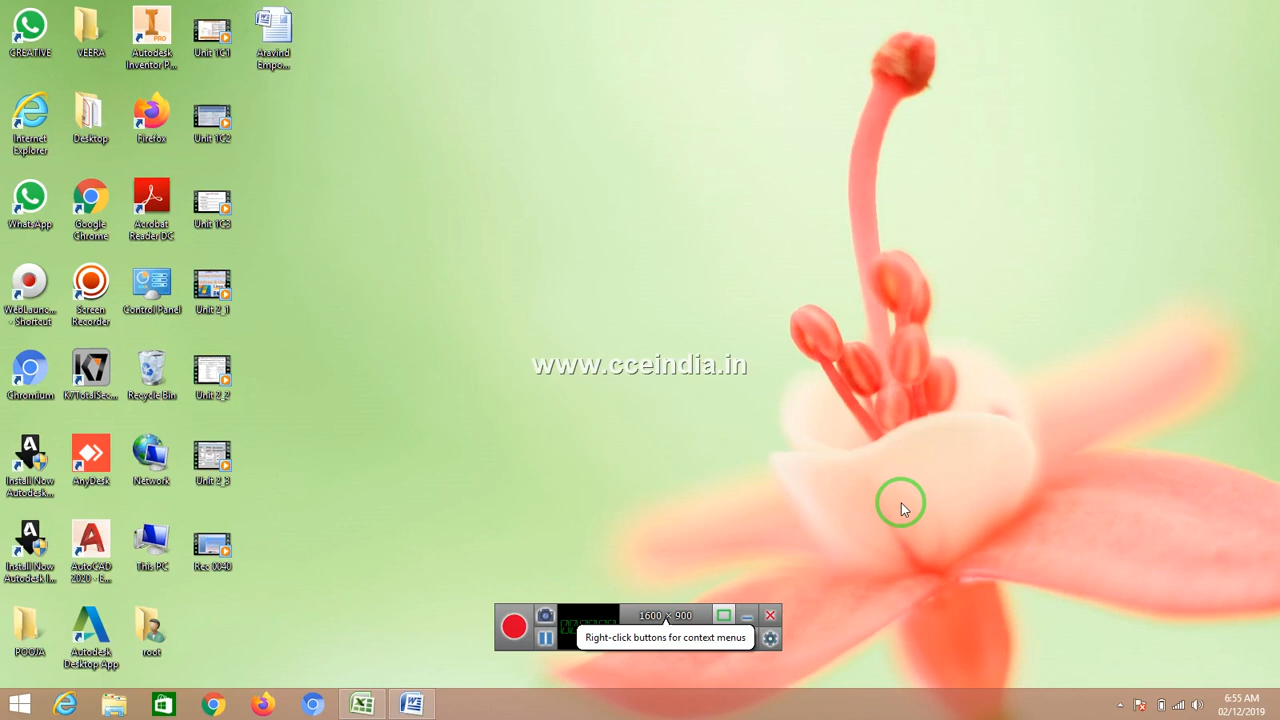 CREATIVE
VEERA
Autodesk
Inventor P...
Unit 1C1
Aravind
Empo...
Internet
Explorer
Desktop
Firefox
Unit 1C2
WhatsApp
Google
Chrome
Acrobat
Reader DC
Unit 1C3
WebLaunc...
- Shortcut
Screen
Recorder
Control Panel
Unit 2_1
www.cceindia.in
Chromium
K7TotalSec...
Recycle Bin
Unit 2_2
Install Now
Autodesk...
AnyDesk
Network
Unit 2_3
Install Now
Autodesk I...
AutoCAD
2020 - E...
This PC
Rec 0040
POOJA
Autodesk
Desktop App
root
1600 × 900
Right-click buttons for context menus
6:55 AM
02/12/2019